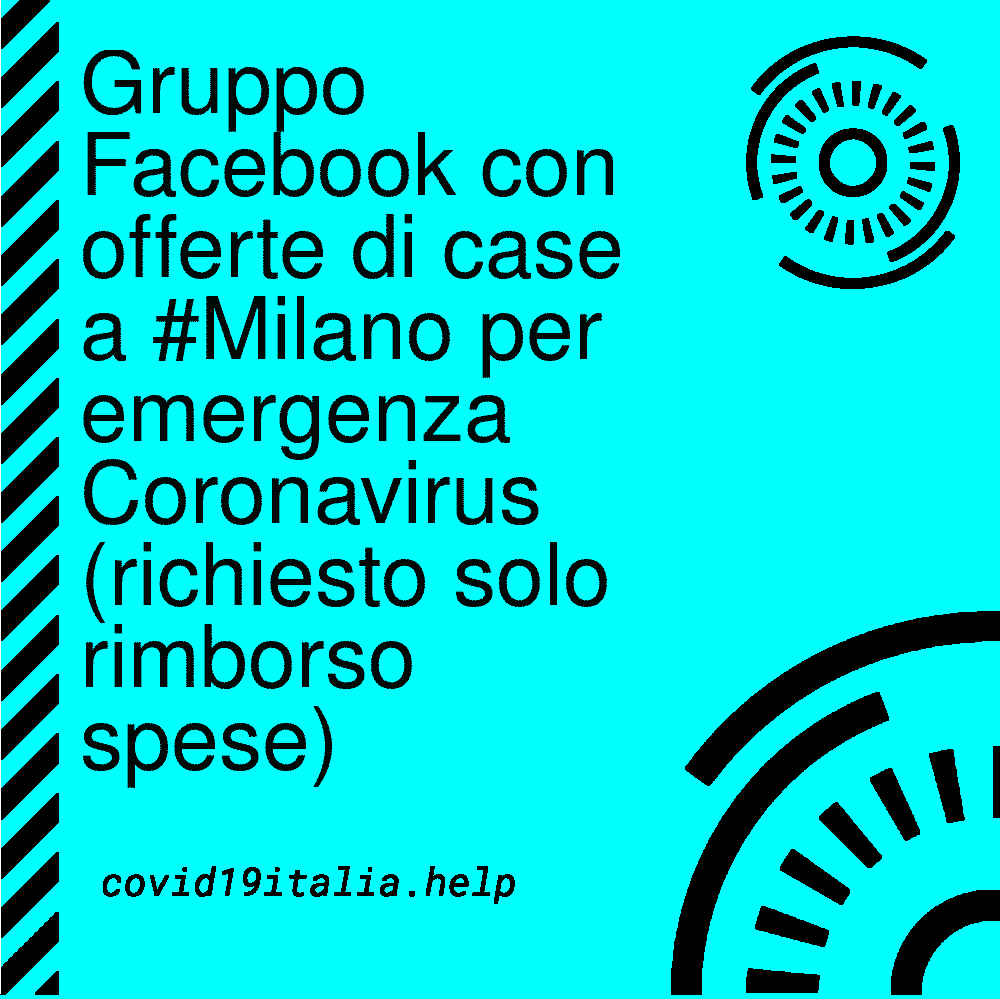 Gruppo
Facebook con
offerte di case
a #Milano per
emergenza
Coronavirus
(richiesto solo
rimborso
spese)
covid19italia.help